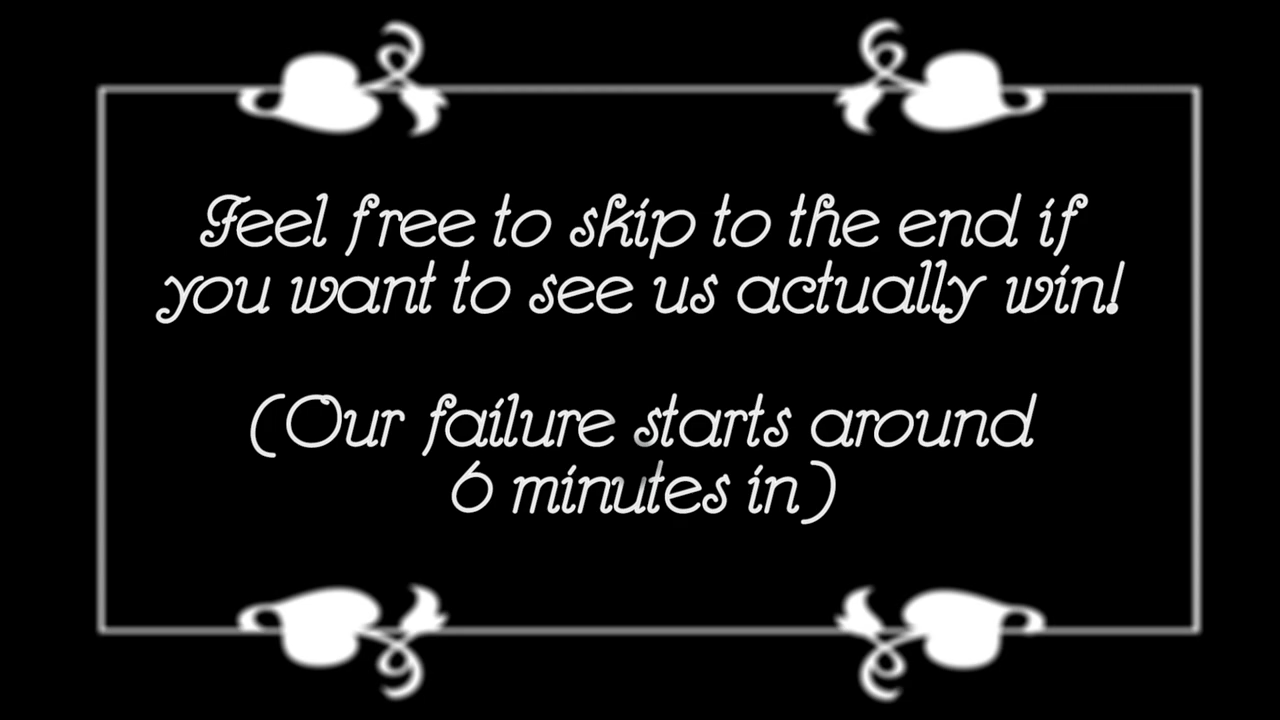 Feel free to skip to the end if
you want to see us actually win!
(Our failure starts around
6 minutes in)